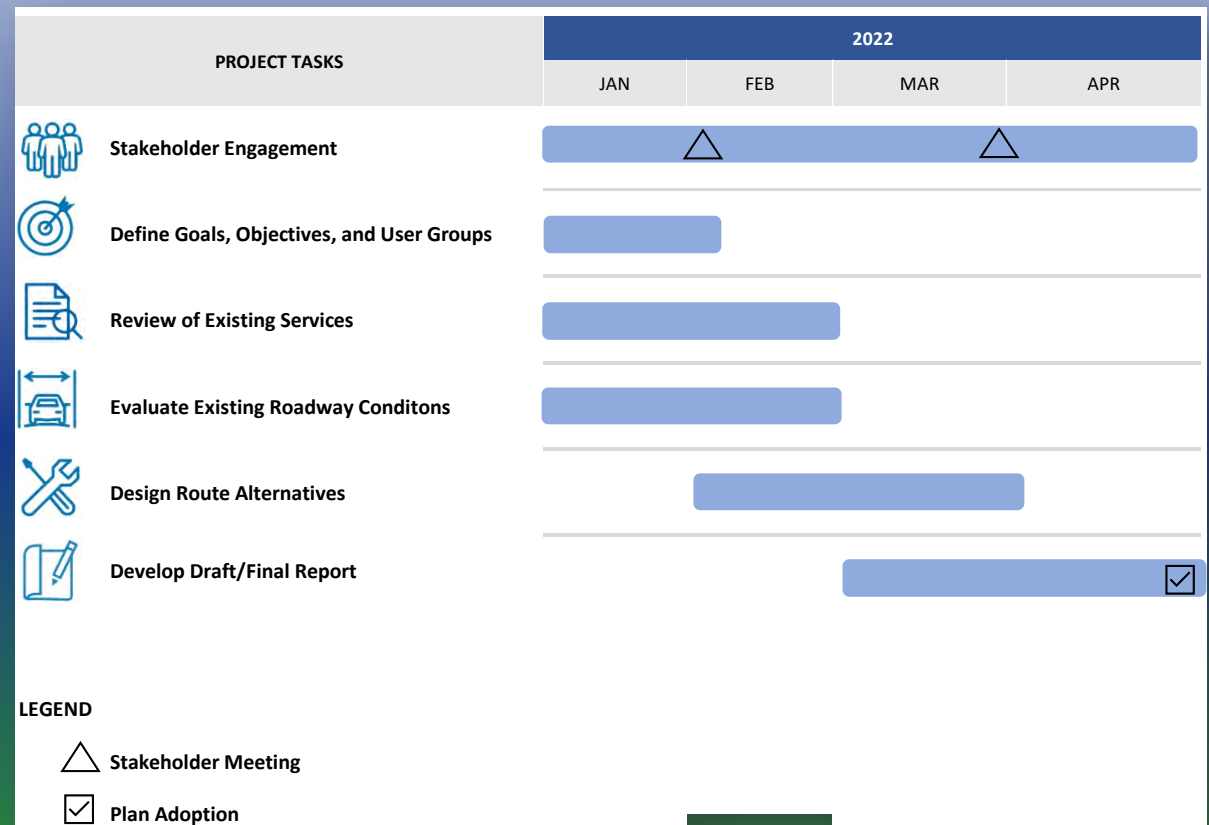 PROJECT TASKS
2022
JAN
FEB
MAR
APR
Stakeholder Engagement
Define Goals, Objectives, and User Groups
Review of Existing Services
Evaluate Existing Roadway Conditons
Design Route Alternatives
Develop Draft/Final Report
LEGEND
Stakeholder Meeting
Plan Adoption